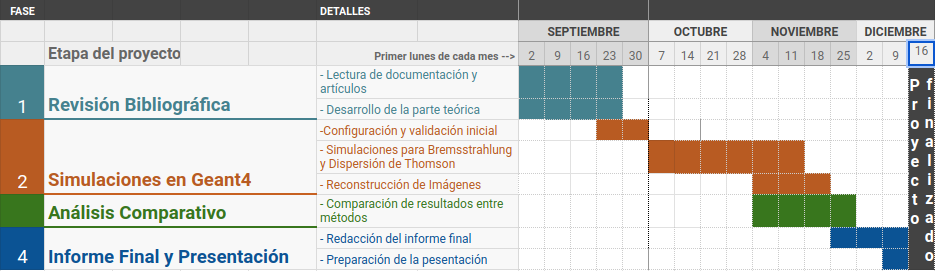 FASE DETALLES
SEPTIEMBRE OCTUBRE NOVIEMBRE DICIEMBRE
Etapa del proyecto Primer lunes de cada mes --> 2 9 16 23 30 7 14 21 28 4 11 18 25 2 9 16
1 Revisión Bibliográfica
- Lectura de documentación y
artículos
- Desarrollo de la parte teórica
2 Simulaciones en Geant4
-Configuración y validación inicial
- Simulaciones para Bremsstrahlung
y Dispersión de Thomson
- Reconstrucción de Imágenes
Análisis Comparativo
- Comparación de resultados entre
métodos
4 Informe Final y Presentación
- Redacción del informe final
- Preparación de la pesentación
Proyecto
finalizado